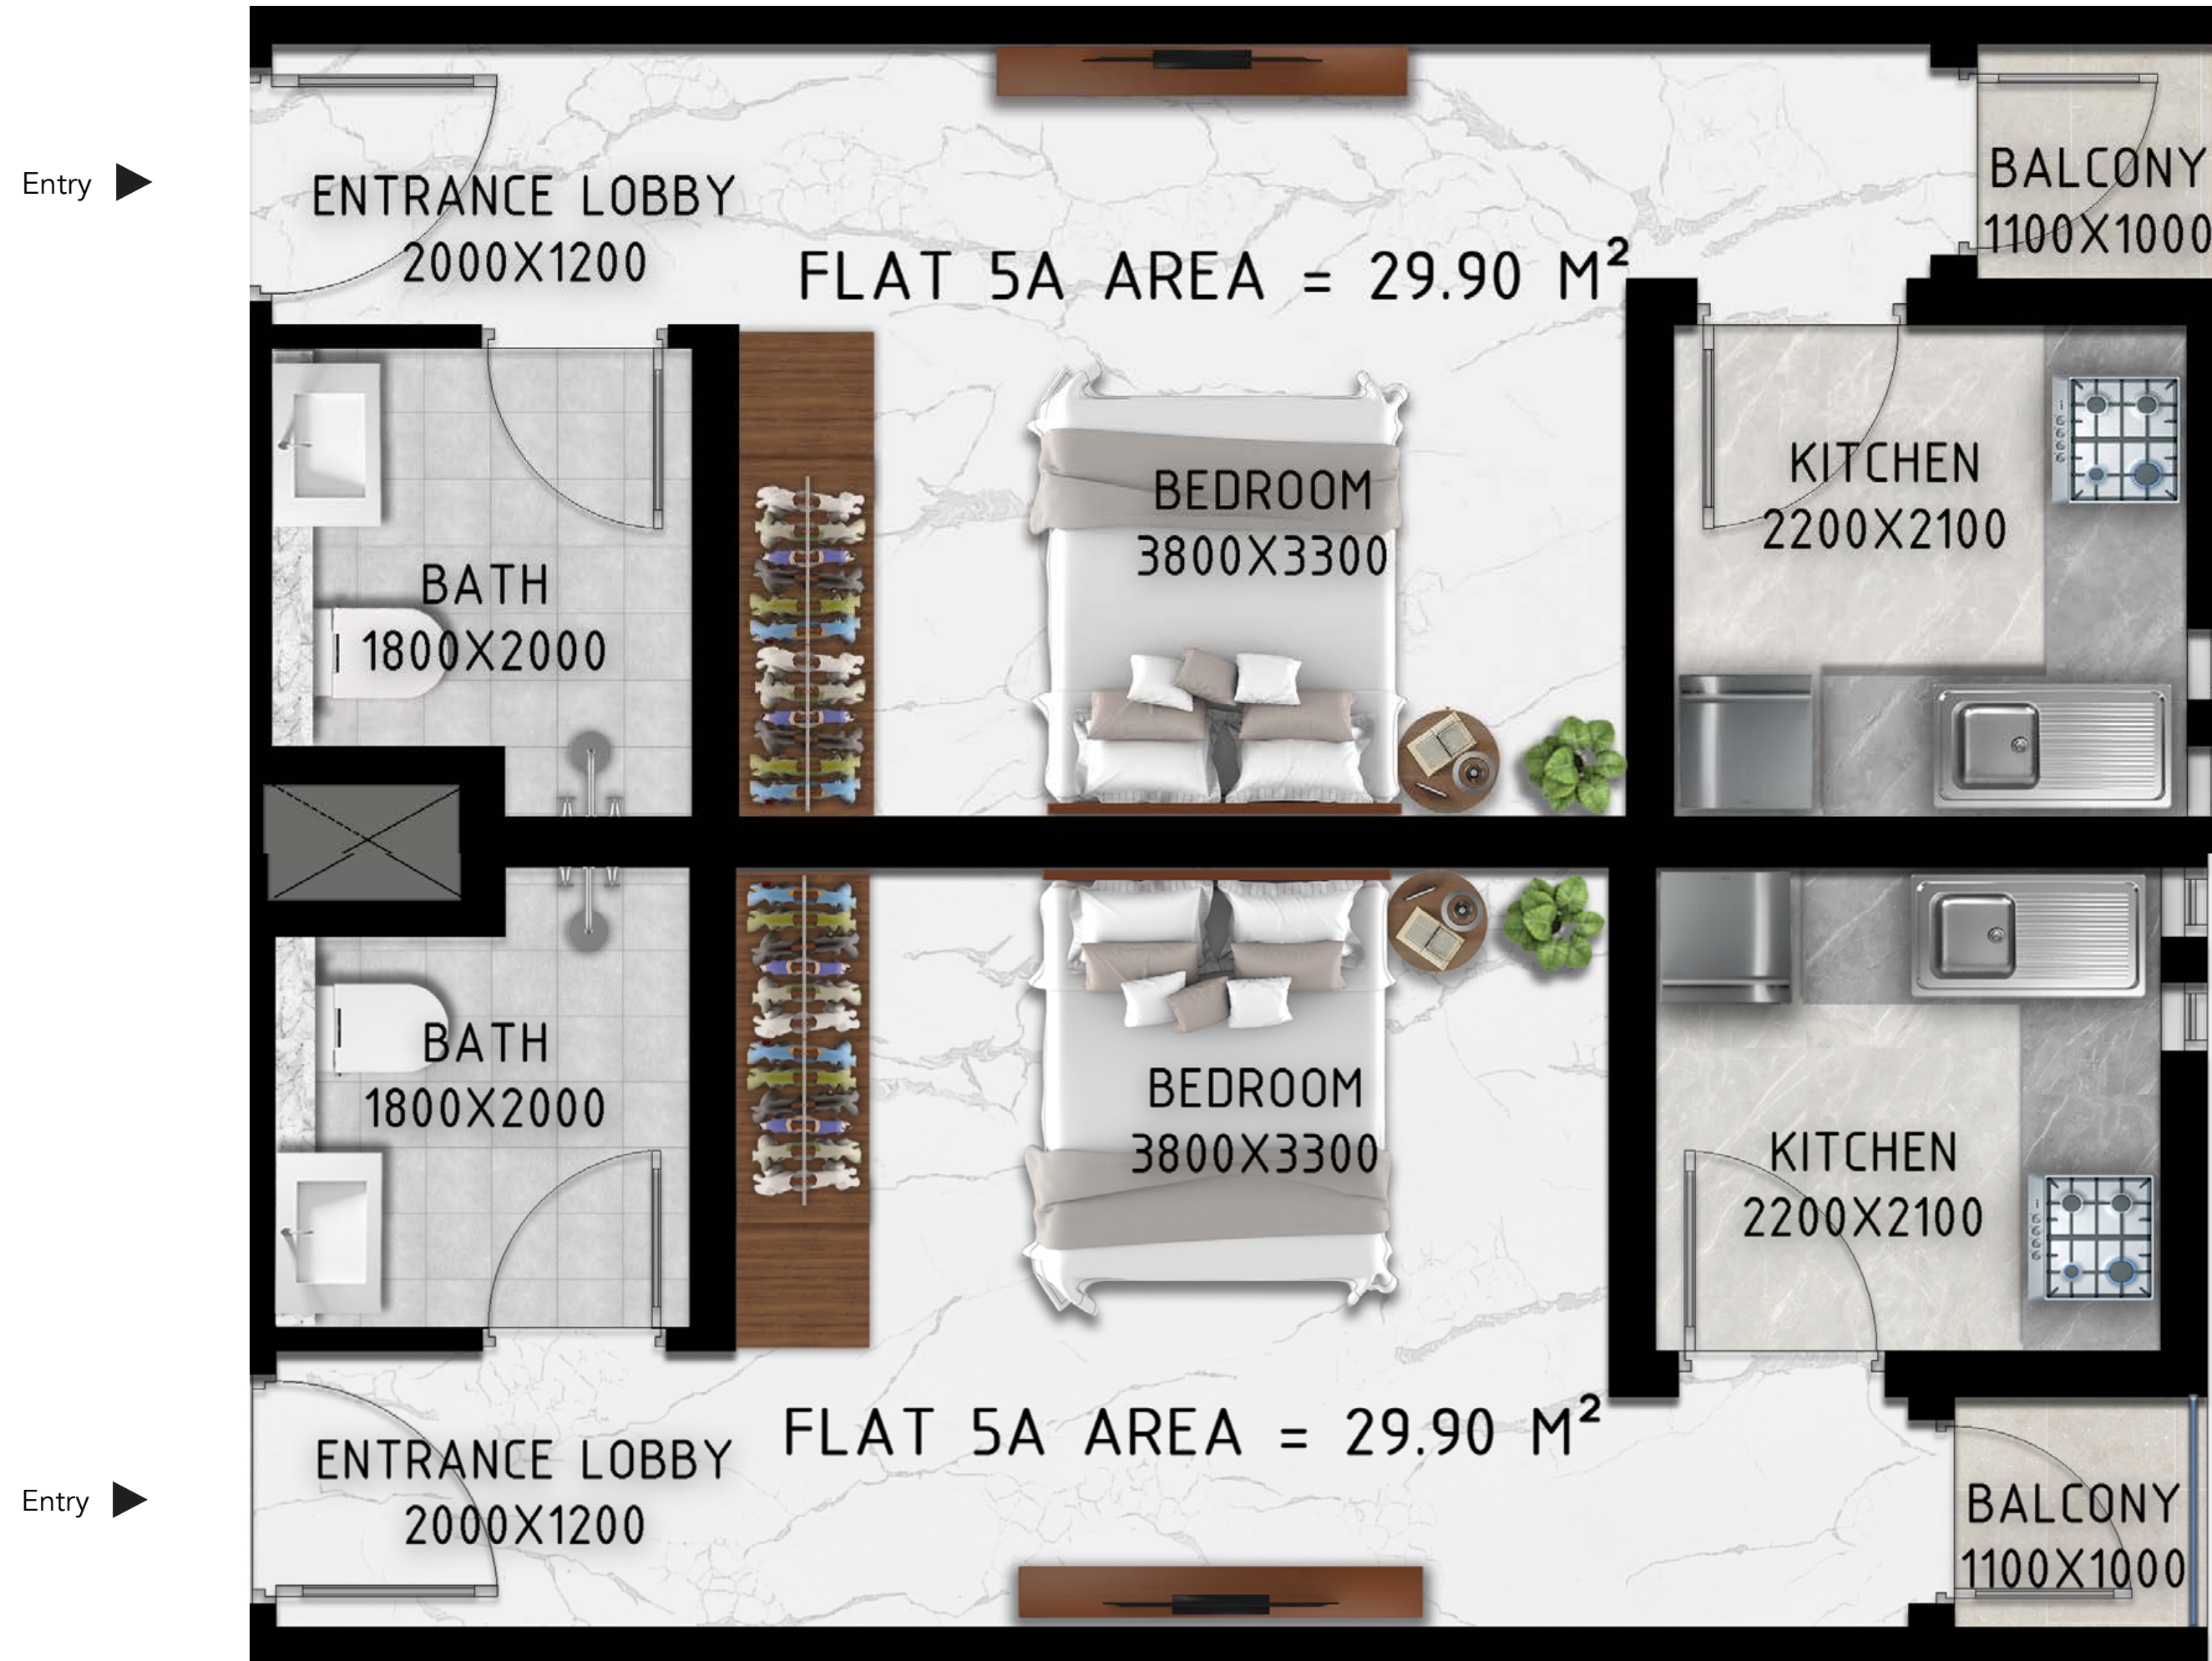 Entry
ENTRANCE LOBBY
2000X1200
BALCONY
1100X1000
FLAT 5A AREA = 29.90 M²
BEDROOM
3800X3300
KITCHEN
2200X2100
BATH
1800X2000
BATH
1800X2000
BEDROOM
3800X3300
KITCHEN
2200X2100
FLAT 5A AREA = 29.90 M²
Entry
ENTRANCE LOBBY
2000X1200
BALCONY
1100X1000